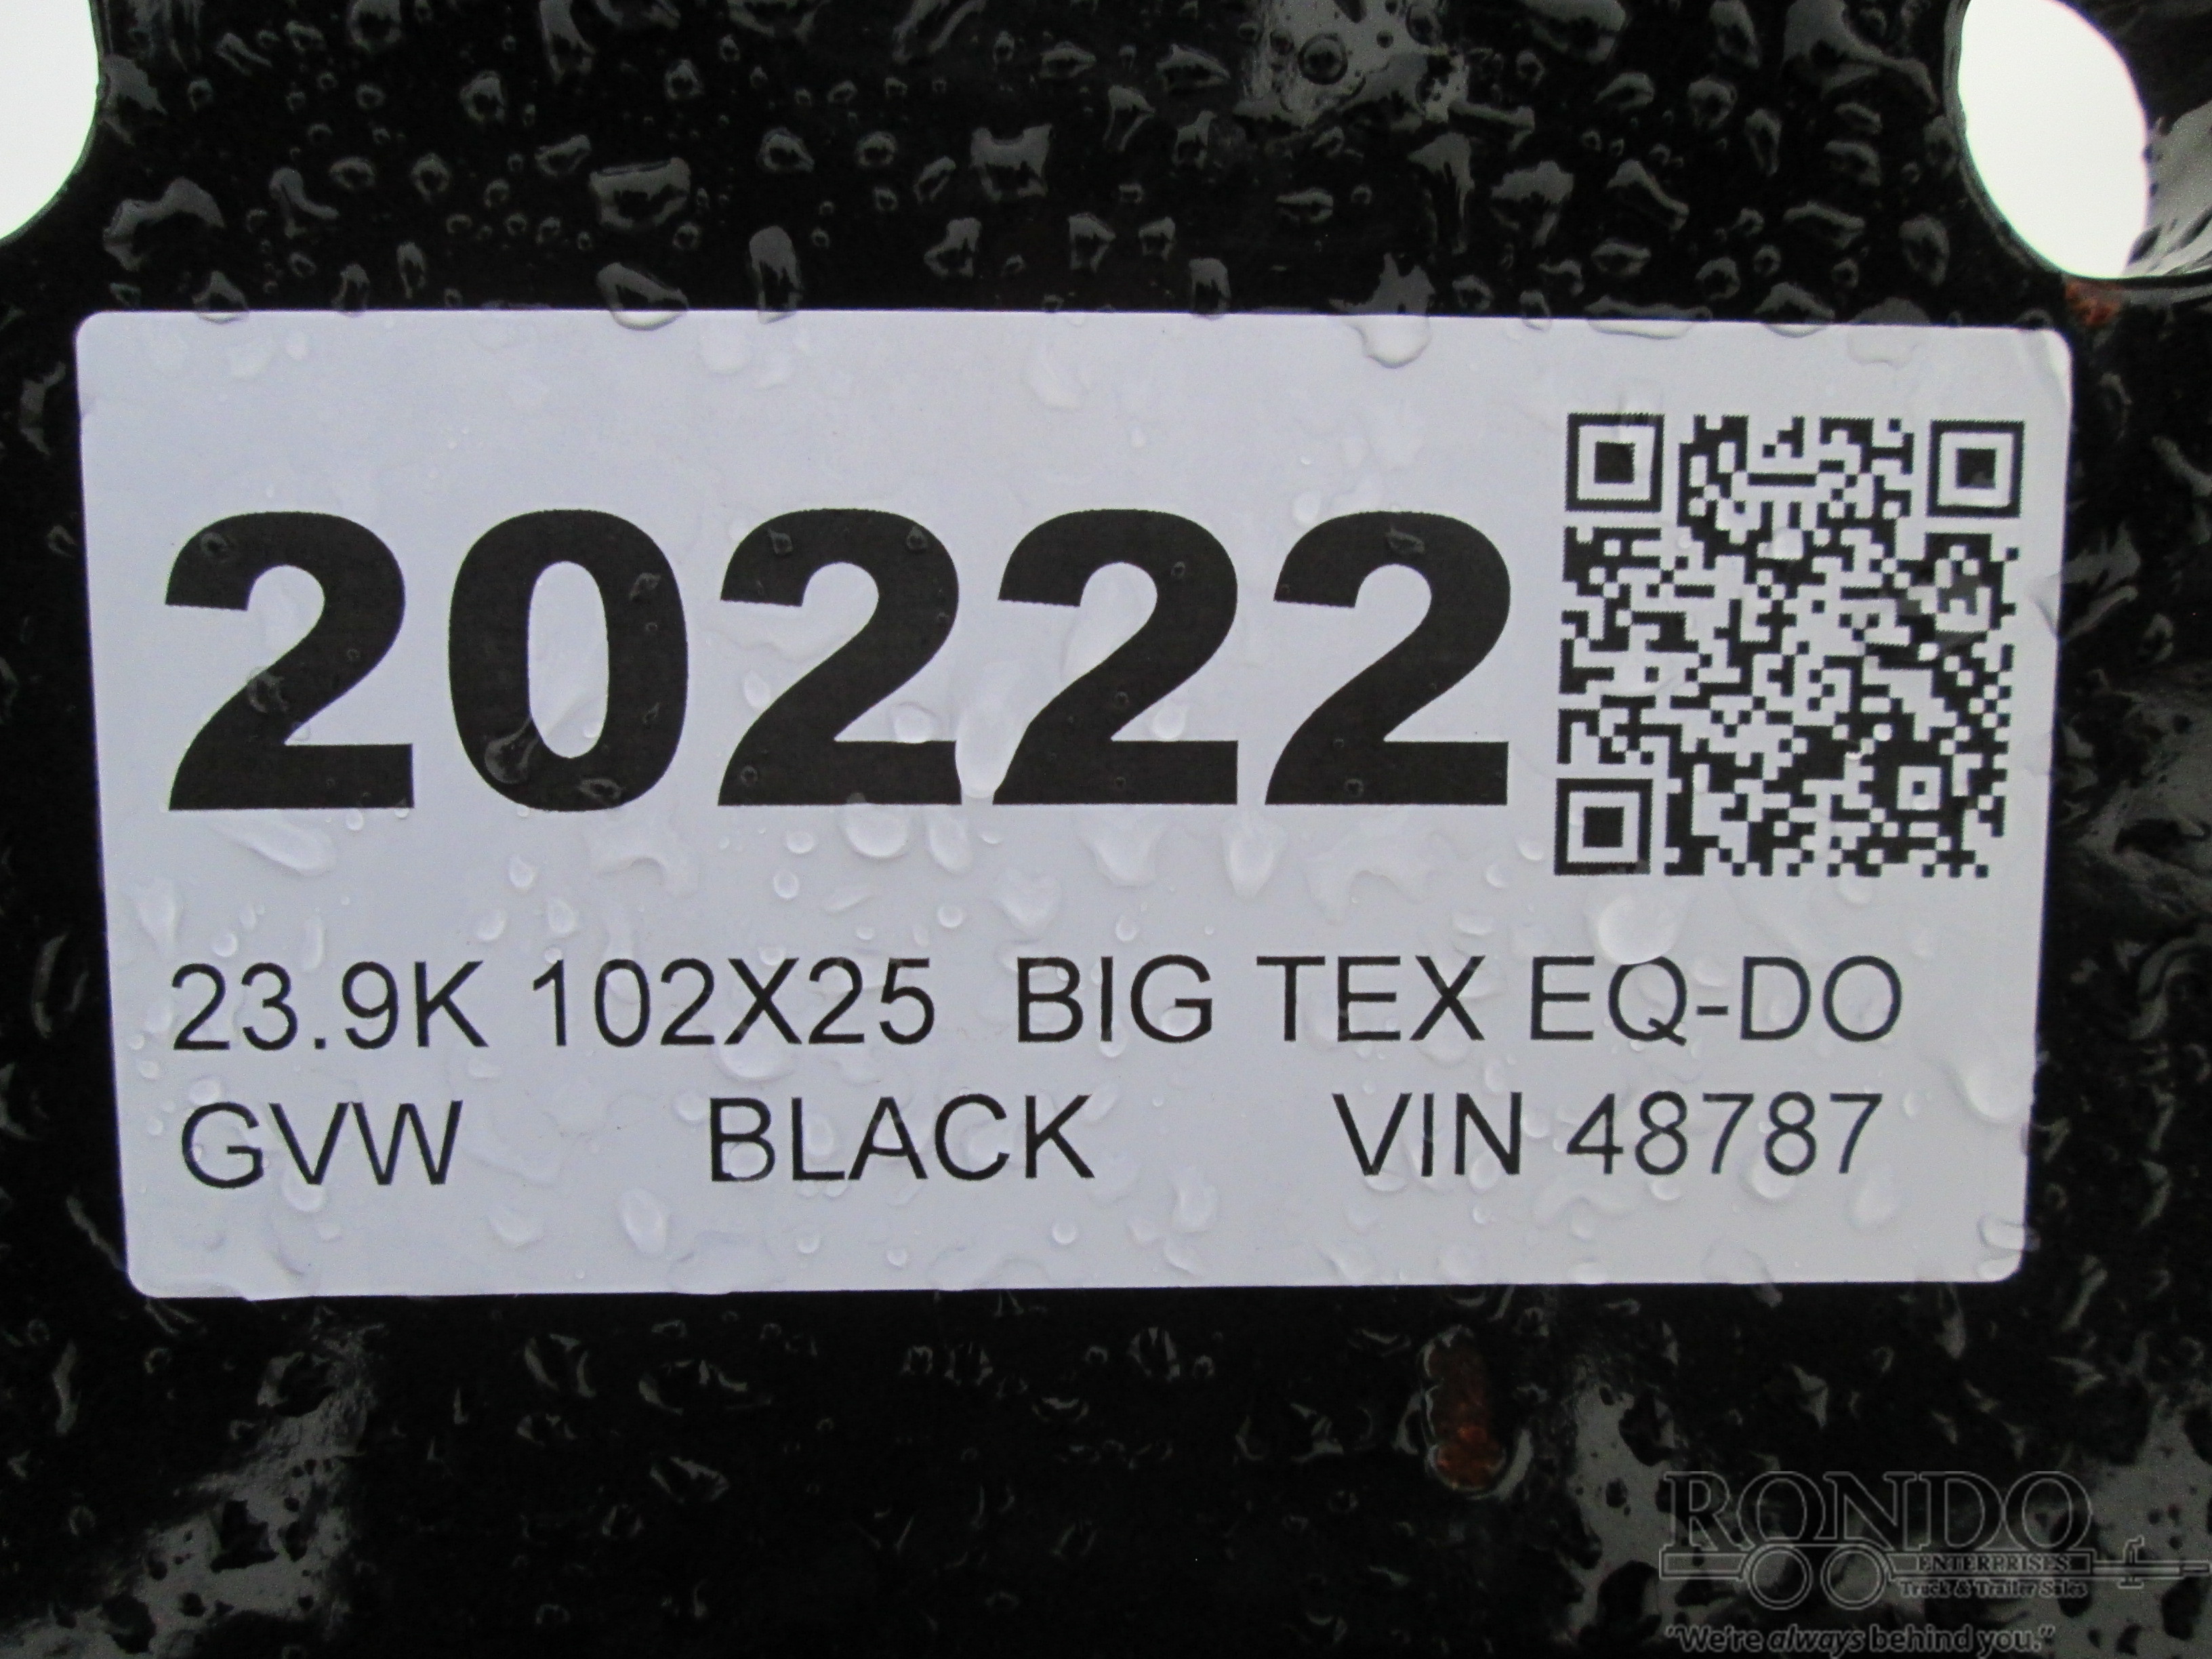 20222
23.9K 102X25 BIG TEX EQ-DO
GVW BLACK VIN 48787
RONDO
ENTERPRISES
Truck & Trailer Sales
"We're always behind you."